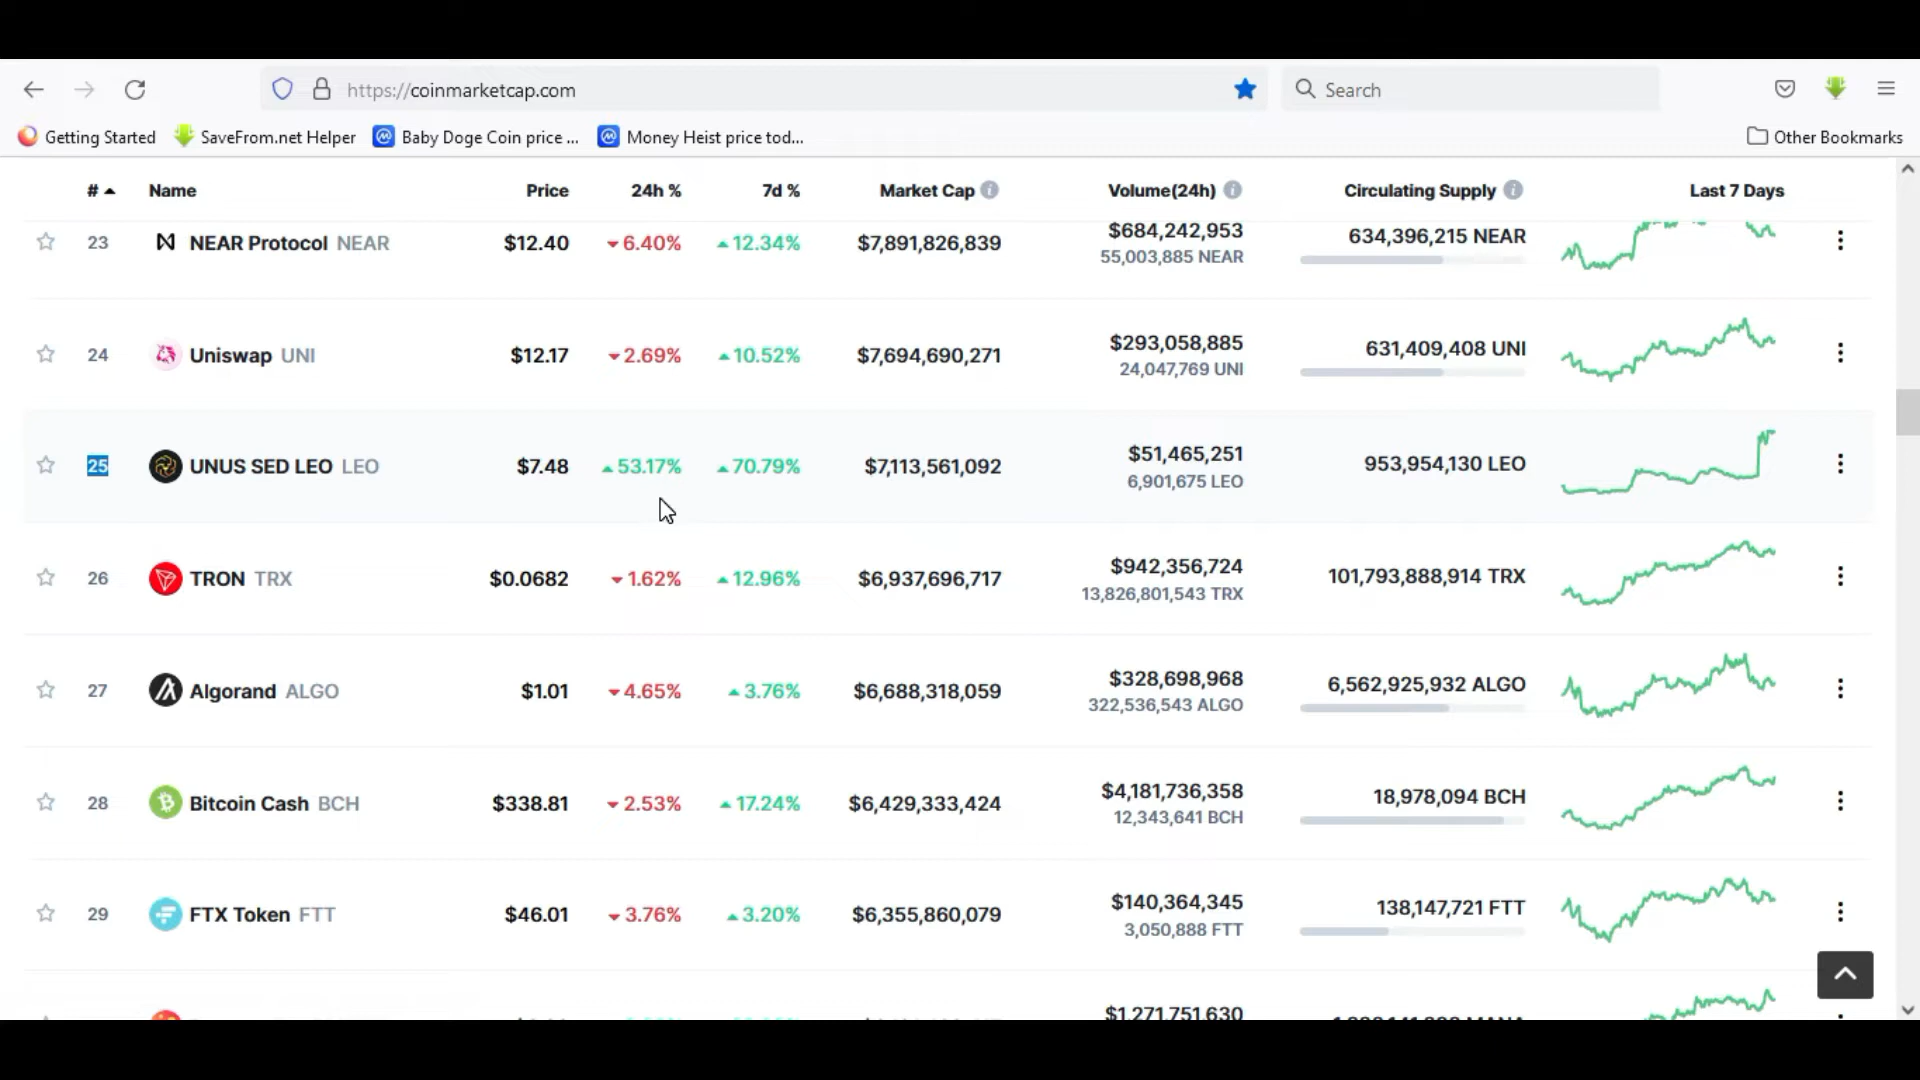 https://coinmarketcap.com
Search
Getting Started
SaveFrom.net Helper
Baby Doge Coin price ...
Money Heist price tod...
Other Bookmarks
# Name Price 24h % 7d % Market Cap Volume(24h) Circulating Supply Last 7 Days
23 NEAR Protocol NEAR $12.40 6.40% 12.34% $7,891,826,839 $684,242,953 634,396,215 NEAR
55,003,885 NEAR
24 Uniswap UNI $12.17 2.69% 10.52% $7,694,690,271 $293,058,885 631,409,408 UNI
24,047,769 UNI
25 UNUS SED LEO LEO $7.48 53.17% 70.79% $7,113,561,092 $51,465,251 953,954,130 LEO
6,901,675 LEO
26 TRON TRX $0.0682 1.62% 12.96% $6,937,696,717 $942,356,724 101,793,888,914 TRX
13,826,801,543 TRX
27 Algorand ALGO $1.01 4.65% 3.76% $6,688,318,059 $328,698,968 6,562,925,932 ALGO
322,536,543 ALGO
28 Bitcoin Cash BCH $338.81 2.53% 17.24% $6,429,333,424 $4,181,736,358 18,978,094 BCH
12,343,641 BCH
29 FTX Token FTT $46.01 3.76% 3.20% $6,355,860,079 $140,364,345 138,147,721 FTT
3,050,888 FTT
$1,271,751,630